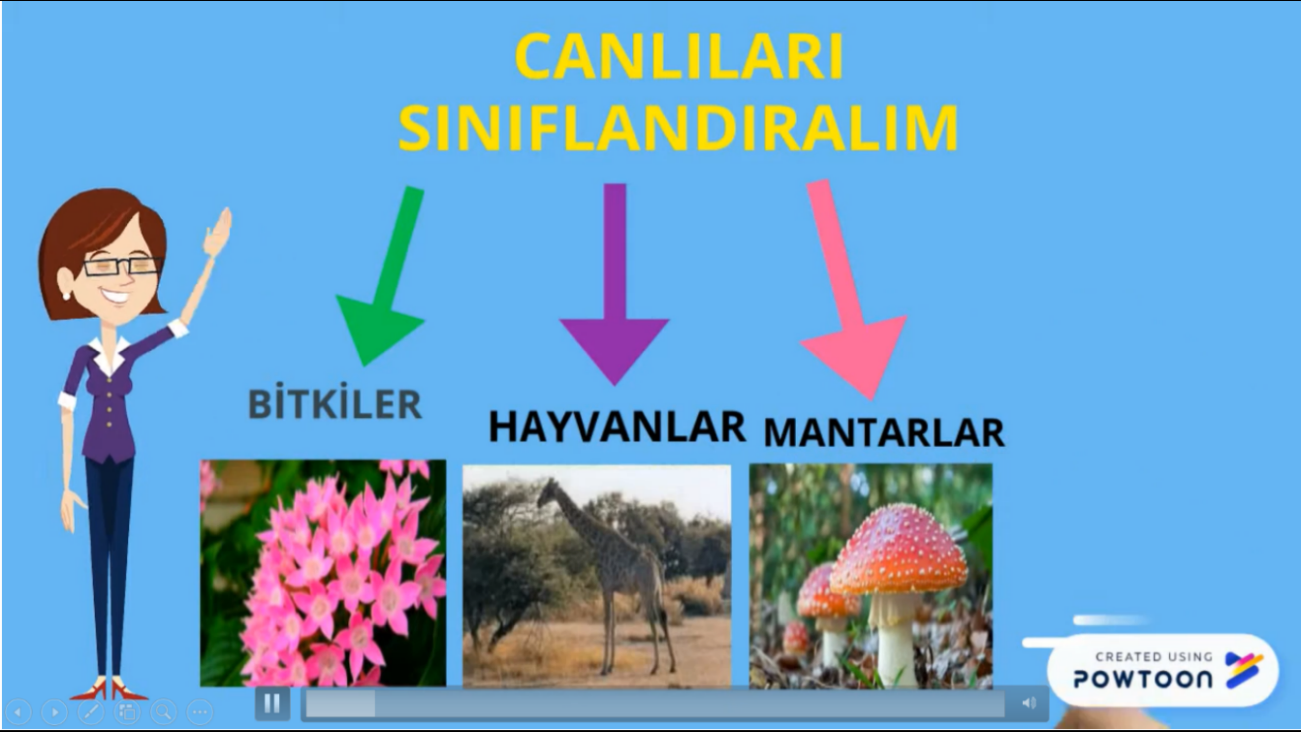 CANLILARI
SINIFLANDIRALIM
BİTKİLER
HAYVANLAR
MANTARLAR
CREATED USING
POWTOON